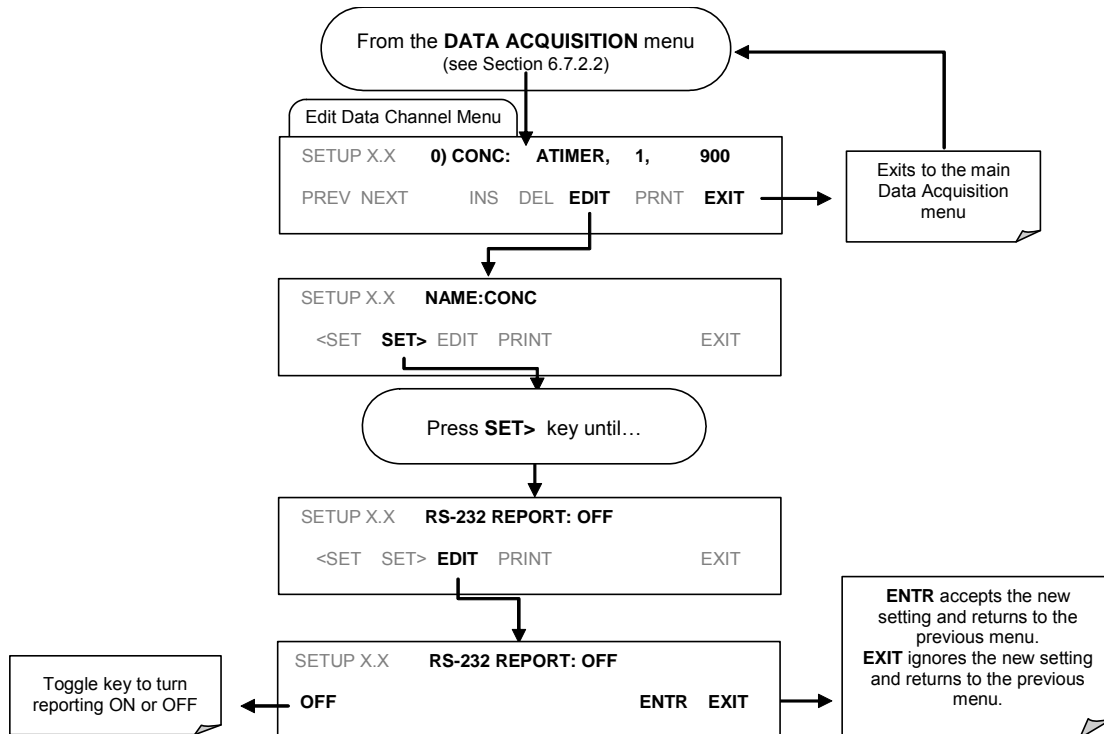 From the DATA ACQUISITION menu
(see Section 6.7.2.2)
Edit Data Channel Menu
SETUP X.X 0) CONC: ATIMER, 1, 900
PREV NEXT INS DEL EDIT PRNT EXIT
Exits to the main
Data Acquisition
menu
SETUP X.X NAME:CONC
<SET SET> EDIT PRINT EXIT
Press SET> key until…
SETUP X.X RS-232 REPORT: OFF
<SET SET> EDIT PRINT EXIT
SETUP X.X RS-232 REPORT: OFF
OFF ENTR EXIT
Toggle key to turn
reporting ON or OFF
ENTR accepts the new
setting and returns to the
previous menu.
EXIT ignores the new setting
and returns to the previous
menu.